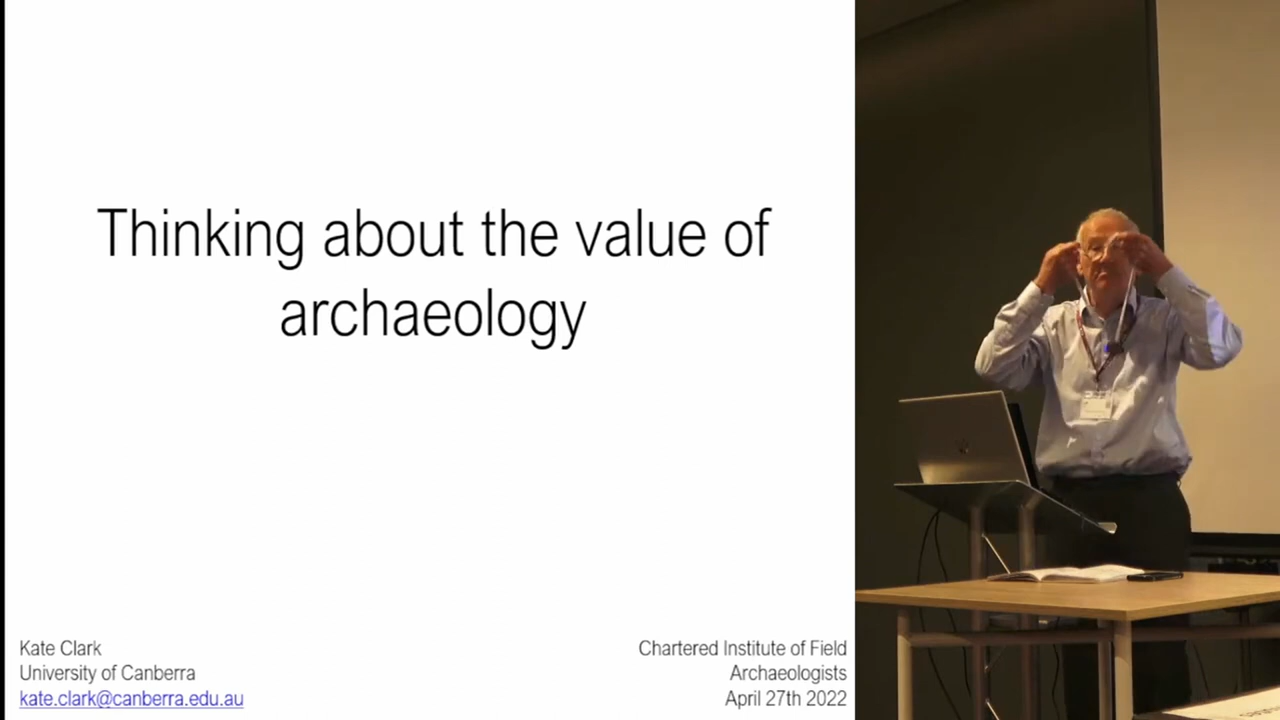 Thinking about the value of
archaeology
Kate Clark
University of Canberra
kate.clark@canberra.edu.au
Chartered Institute of Field
Archaeologists
April 27th 2022